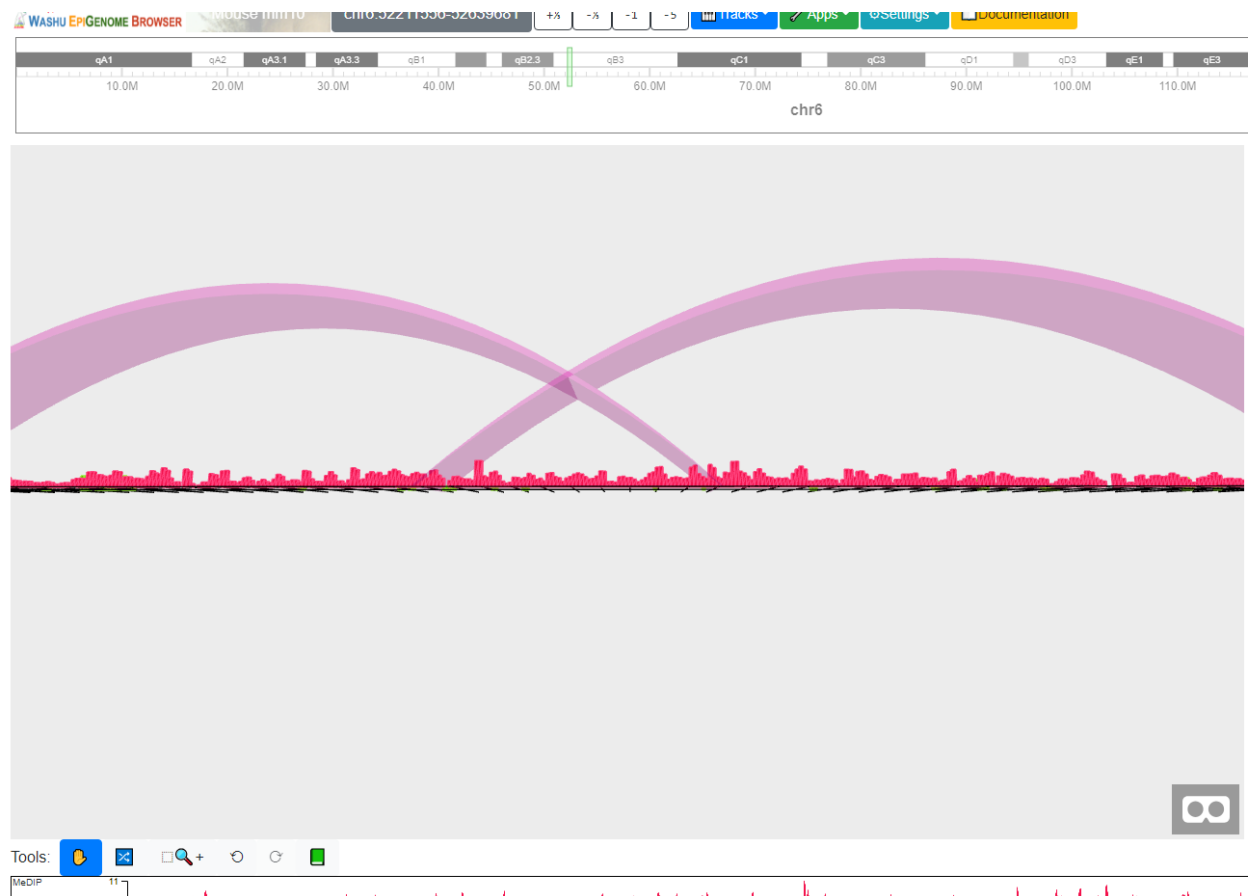 WASHU EPIGENOME BROWSER Mouse mm10 chr6:52211556-52659681 +⅓ -⅓ -1 -5 Tracks Apps Settings Documentation
qA1 qA2 qA3.1 qA3.3 qB1 qB2.3 qB3 qC1 qC3 qD1 qD3 qE1 qE3
10.0M 20.0M 30.0M 40.0M 50.0M 60.0M 70.0M 80.0M 90.0M 100.0M 110.0M
chr6
Tools: +
MeDIP 11